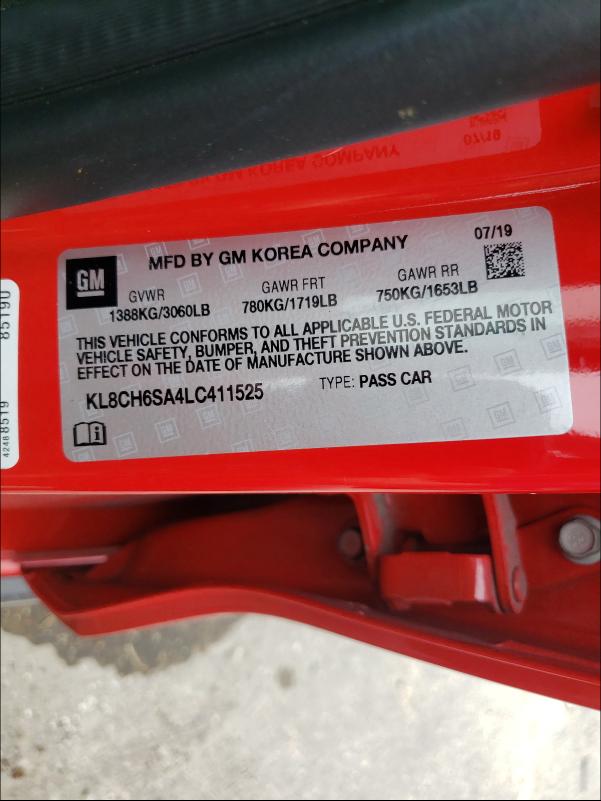 GM
MFD BY GM KOREA COMPANY
07/19
GVWR
1388KG/3060LB
GAWR FRT
780KG/1719LB
GAWR RR
750KG/1653LB
THIS VEHICLE CONFORMS TO ALL APPLICABLE U.S. FEDERAL MOTOR
VEHICLE SAFETY, BUMPER, AND THEFT PREVENTION STANDARDS IN
EFFECT ON THE DATE OF MANUFACTURE SHOWN ABOVE.
KL8CH6SA4LC411525
TYPE: PASS CAR
42488519